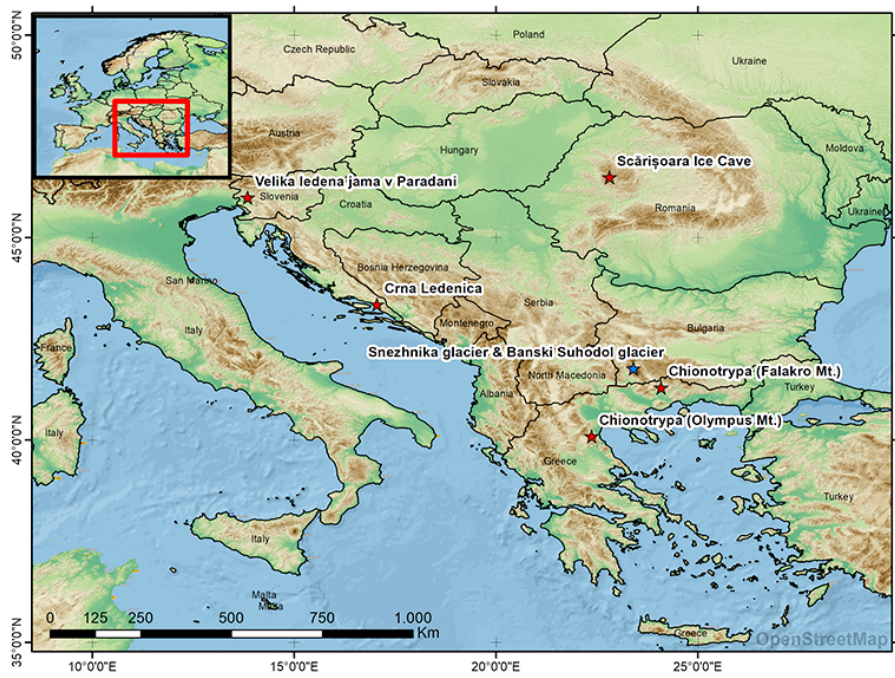 50°0'0"N
Poland
Czech Republic
Ukraine
Slovakia
Austria
Moldova
Hungary
Scărișoara Ice Cave
Velika ledena jama v Paradani
Slovenia
Croatia
Romania
Ukraine
45°0'0"N
Bosnia Herzegovina
San Marino
Crna Ledenica
Serbia
Italy
Montenegro
Bulgaria
France
Snezhnika glacier & Banski Suhodol glacier
North Macedonia
Chionotrypa (Falakro Mt.)
Albania
Turkey
Chionotrypa (Olympus Mt.)
Italy
40°0'0"N
Greece
Turkey
Italy
Malta
0 125 250 500 750 1.000
Km
Greece
OpenStreetMap
35°0'0"N
10°0'0"E 15°0'0"E 20°0'0"E 25°0'0"E